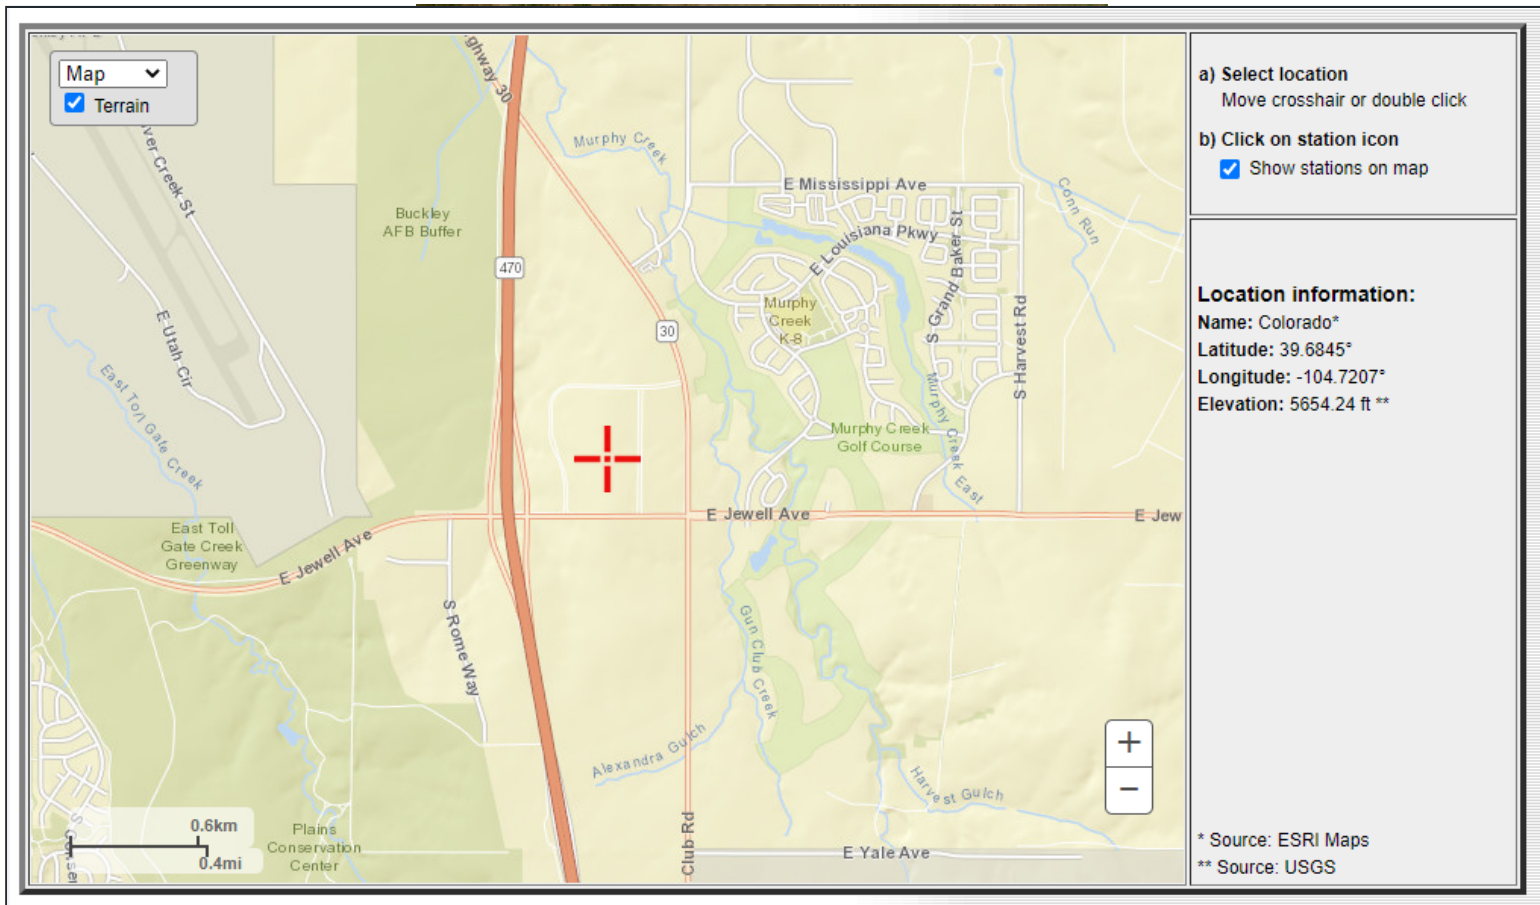 Map
Terrain
ghway 30
ver Creek St
Murphy Creek
E Mississippi Ave
Conn Run
Buckley
AFB Buffer
E Louisiana Pkwy
S Grand Baker St
470
Murphy
Creek
K-8
S Harvest Rd
30
E Utah Cir
East Toll Gate Creek
Murphy Creek East
Murphy Creek
Golf Course
E Jewell Ave
E Jew
East Toll
Gate Creek
Greenway
E Jewell Ave
S Rome Way
Gun Club Creek
Alexandra Gulch
Harvest Gulch
+
−
0.6km
0.4mi
Plains
Conservation
Center
Club Rd
E Yale Ave
a) Select location
Move crosshair or double click
b) Click on station icon
Show stations on map
Location information:
Name: Colorado*
Latitude: 39.6845°
Longitude: -104.7207°
Elevation: 5654.24 ft **
* Source: ESRI Maps
** Source: USGS